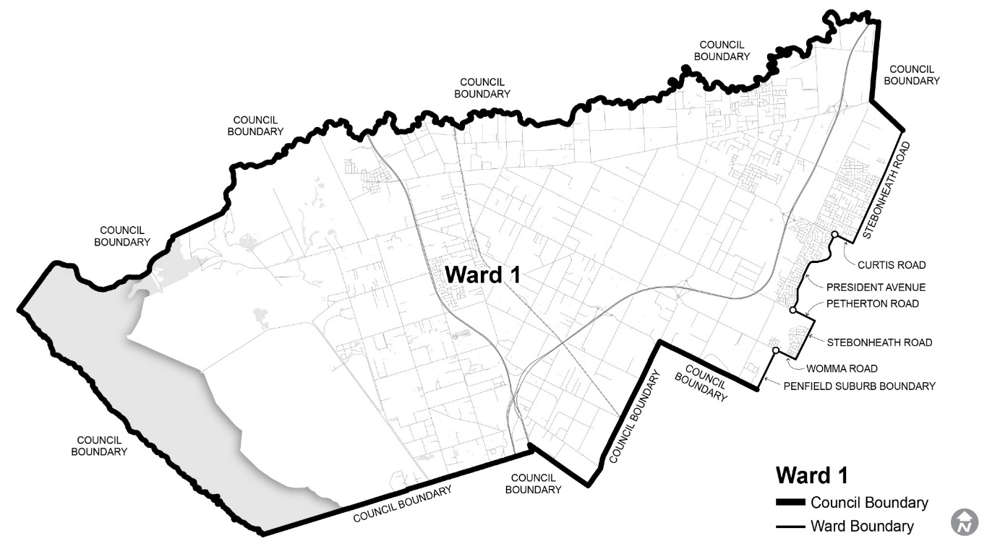 COUNCIL
BOUNDARY
COUNCIL
BOUNDARY
COUNCIL
BOUNDARY
COUNCIL
BOUNDARY
COUNCIL
BOUNDARY
STEBONHEATH ROAD
CURTIS ROAD
Ward 1
PRESIDENT AVENUE
PETHERTON ROAD
STEBONHEATH ROAD
WOMMA ROAD
COUNCIL
BOUNDARY
PENFIELD SUBURB BOUNDARY
COUNCIL BOUNDARY
COUNCIL
BOUNDARY
COUNCIL
BOUNDARY
COUNCIL BOUNDARY
Ward 1
Council Boundary
Ward Boundary
N